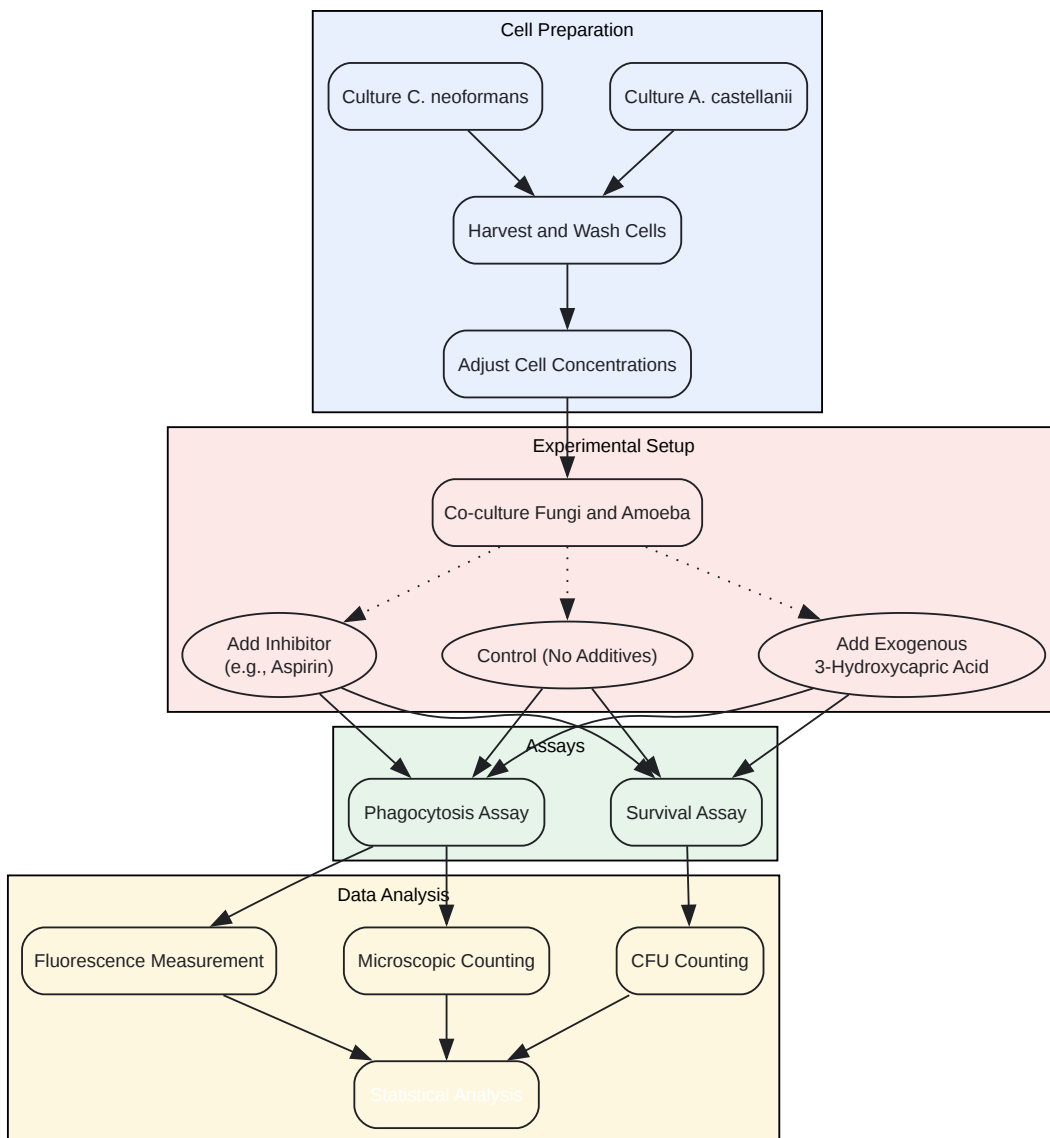 Cell Preparation
Culture C. neoformans
Culture A. castellanii
Harvest and Wash Cells
Adjust Cell Concentrations
Experimental Setup
Co-culture Fungi and Amoeba
Add Inhibitor
(e.g., Aspirin)
Control (No Additives)
Add Exogenous
3-Hydroxycapric Acid
Assays
Phagocytosis Assay
Survival Assay
Data Analysis
Fluorescence Measurement
Microscopic Counting
CFU Counting
Statistical Analysis